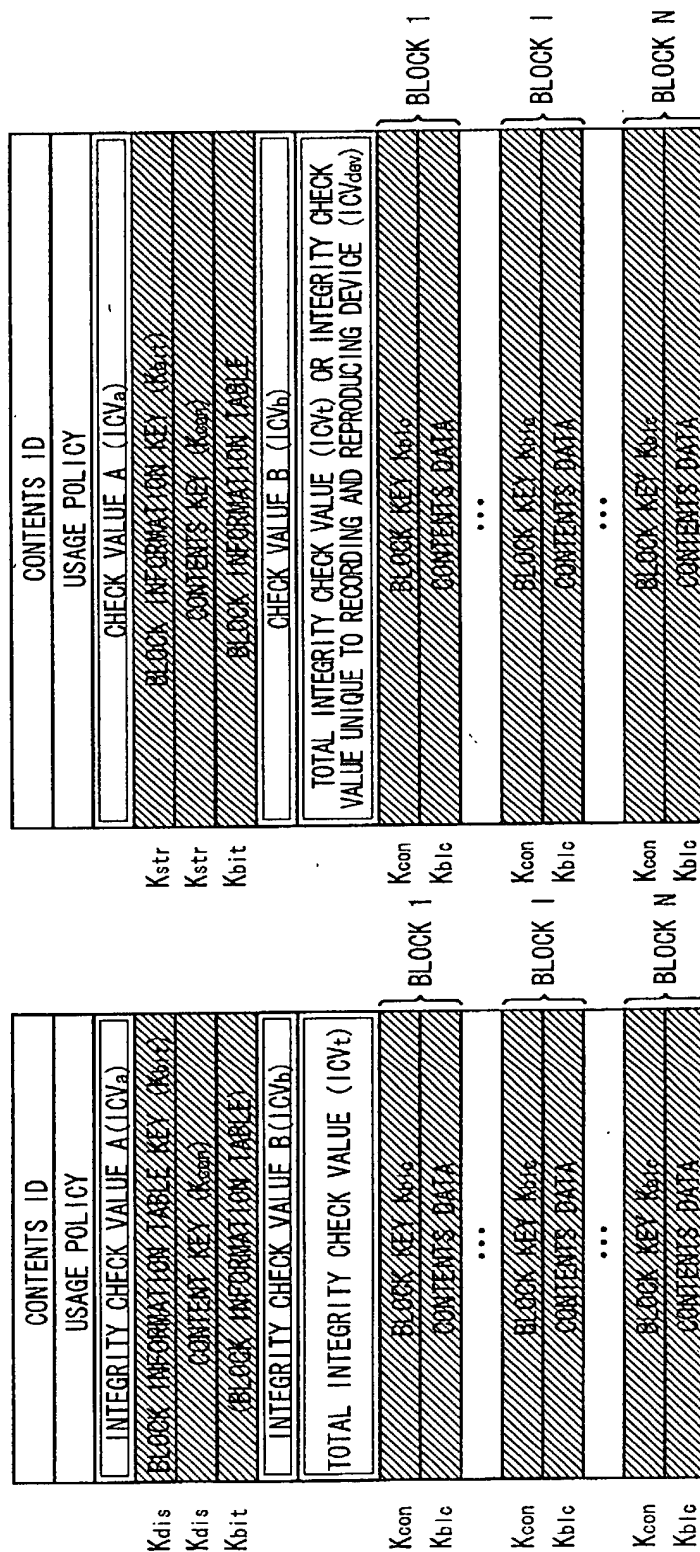 CONTENTS ID
USAGE POLICY
INTEGRITY CHECK VALUE A(ICVa)
Kdis BLOCK INFORMATION TABLE KEY (Kbit)
Kdis CONTENT KEY (Kcon)
Kbit (BLOCK INFORMATION TABLE)
INTEGRITY CHECK VALUE B(ICVb)
TOTAL INTEGRITY CHECK VALUE (ICVt)
Kcon BLOCK KEY Kblc
Kblc CONTENTS DATA
BLOCK 1
...
Kcon BLOCK KEY Kblc
Kblc CONTENTS DATA
BLOCK I
...
Kcon BLOCK KEY Kblc
Kblc CONTENTS DATA
BLOCK N
CONTENTS ID
USAGE POLICY
CHECK VALUE A (ICVa)
Kstr BLOCK INFORMATION KEY (Kbit)
Kstr CONTENTS KEY (Kcon)
Kbit BLOCK INFORMATION TABLE
CHECK VALUE B (ICVb)
TOTAL INTEGRITY CHECK VALUE (ICVt) OR INTEGRITY CHECK
VALUE UNIQUE TO RECORDING AND REPRODUCING DEVICE (ICVdev)
Kcon BLOCK KEY Kblc
Kblc CONTENTS DATA
BLOCK 1
...
Kcon BLOCK KEY Kblc
Kblc CONTENTS DATA
BLOCK I
...
Kcon BLOCK KEY Kblc
Kblc CONTENTS DATA
BLOCK N